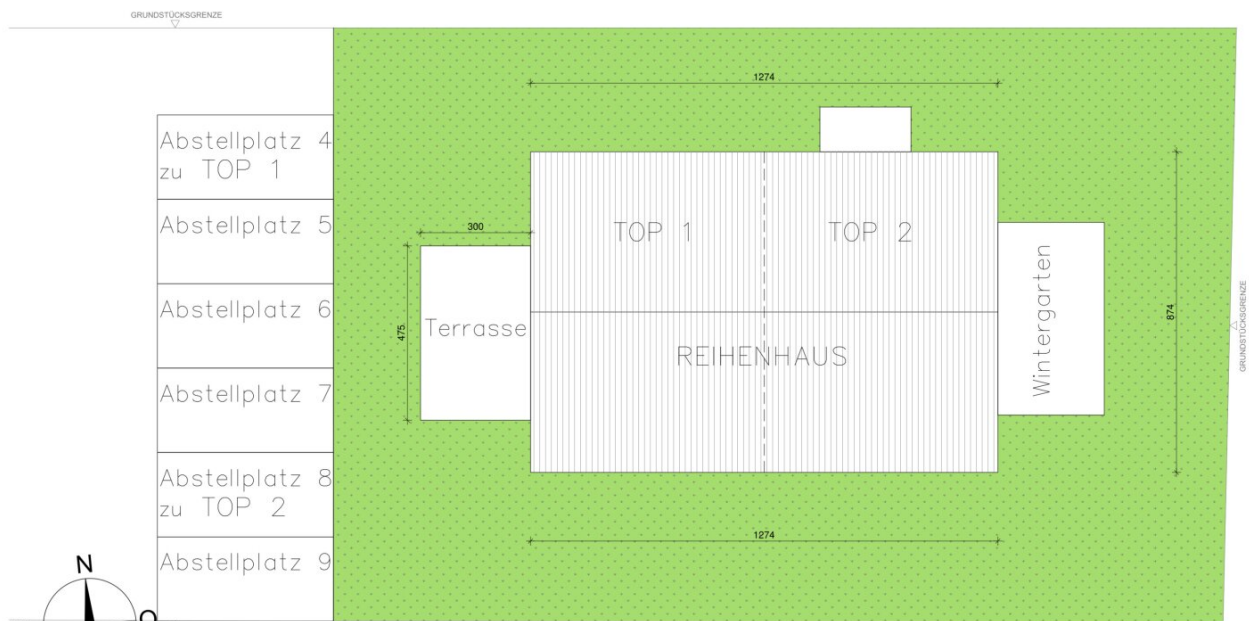 GRUNDSTÜCKSGRENZE
1274
Abstellplatz 4
zu TOP 1
Abstellplatz 5
300
TOP 1
TOP 2
Wintergarten
874
GRUNDSTÜCKSGRENZE
Abstellplatz 6
475
Terrasse
REIHENHAUS
Abstellplatz 7
Abstellplatz 8
zu TOP 2
1274
Abstellplatz 9
N
O